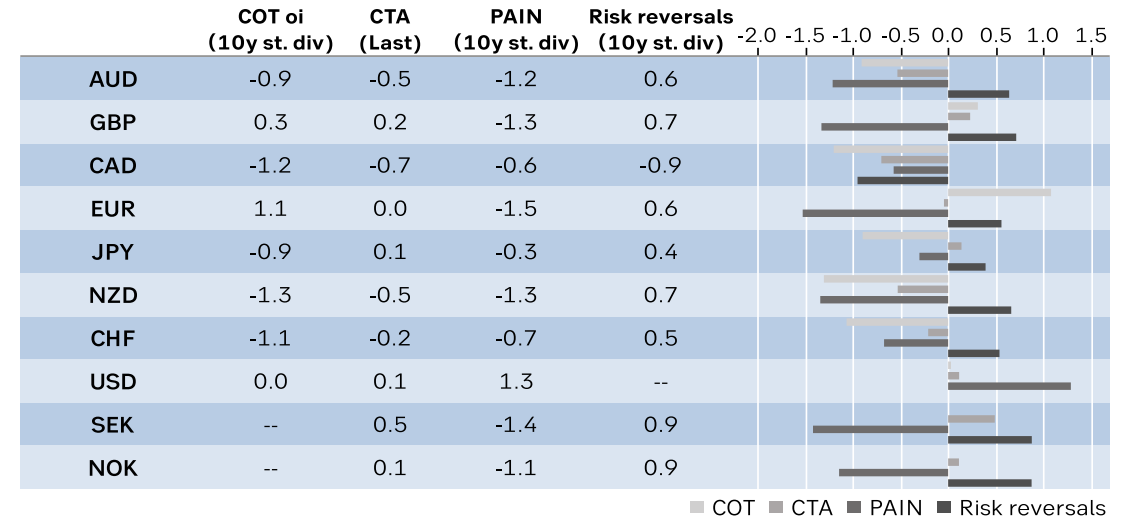 COT oi CTA PAIN Risk reversals
(10y st. div) (Last) (10y st. div) (10y st. div) -2.0 -1.5 -1.0 -0.5 0.0 0.5 1.0 1.5
AUD -0.9 -0.5 -1.2 0.6
GBP 0.3 0.2 -1.3 0.7
CAD -1.2 -0.7 -0.6 -0.9
EUR 1.1 0.0 -1.5 0.6
JPY -0.9 0.1 -0.3 0.4
NZD -1.3 -0.5 -1.3 0.7
CHF -1.1 -0.2 -0.7 0.5
USD 0.0 0.1 1.3 --
SEK -- 0.5 -1.4 0.9
NOK -- 0.1 -1.1 0.9
COT CTA PAIN Risk reversals